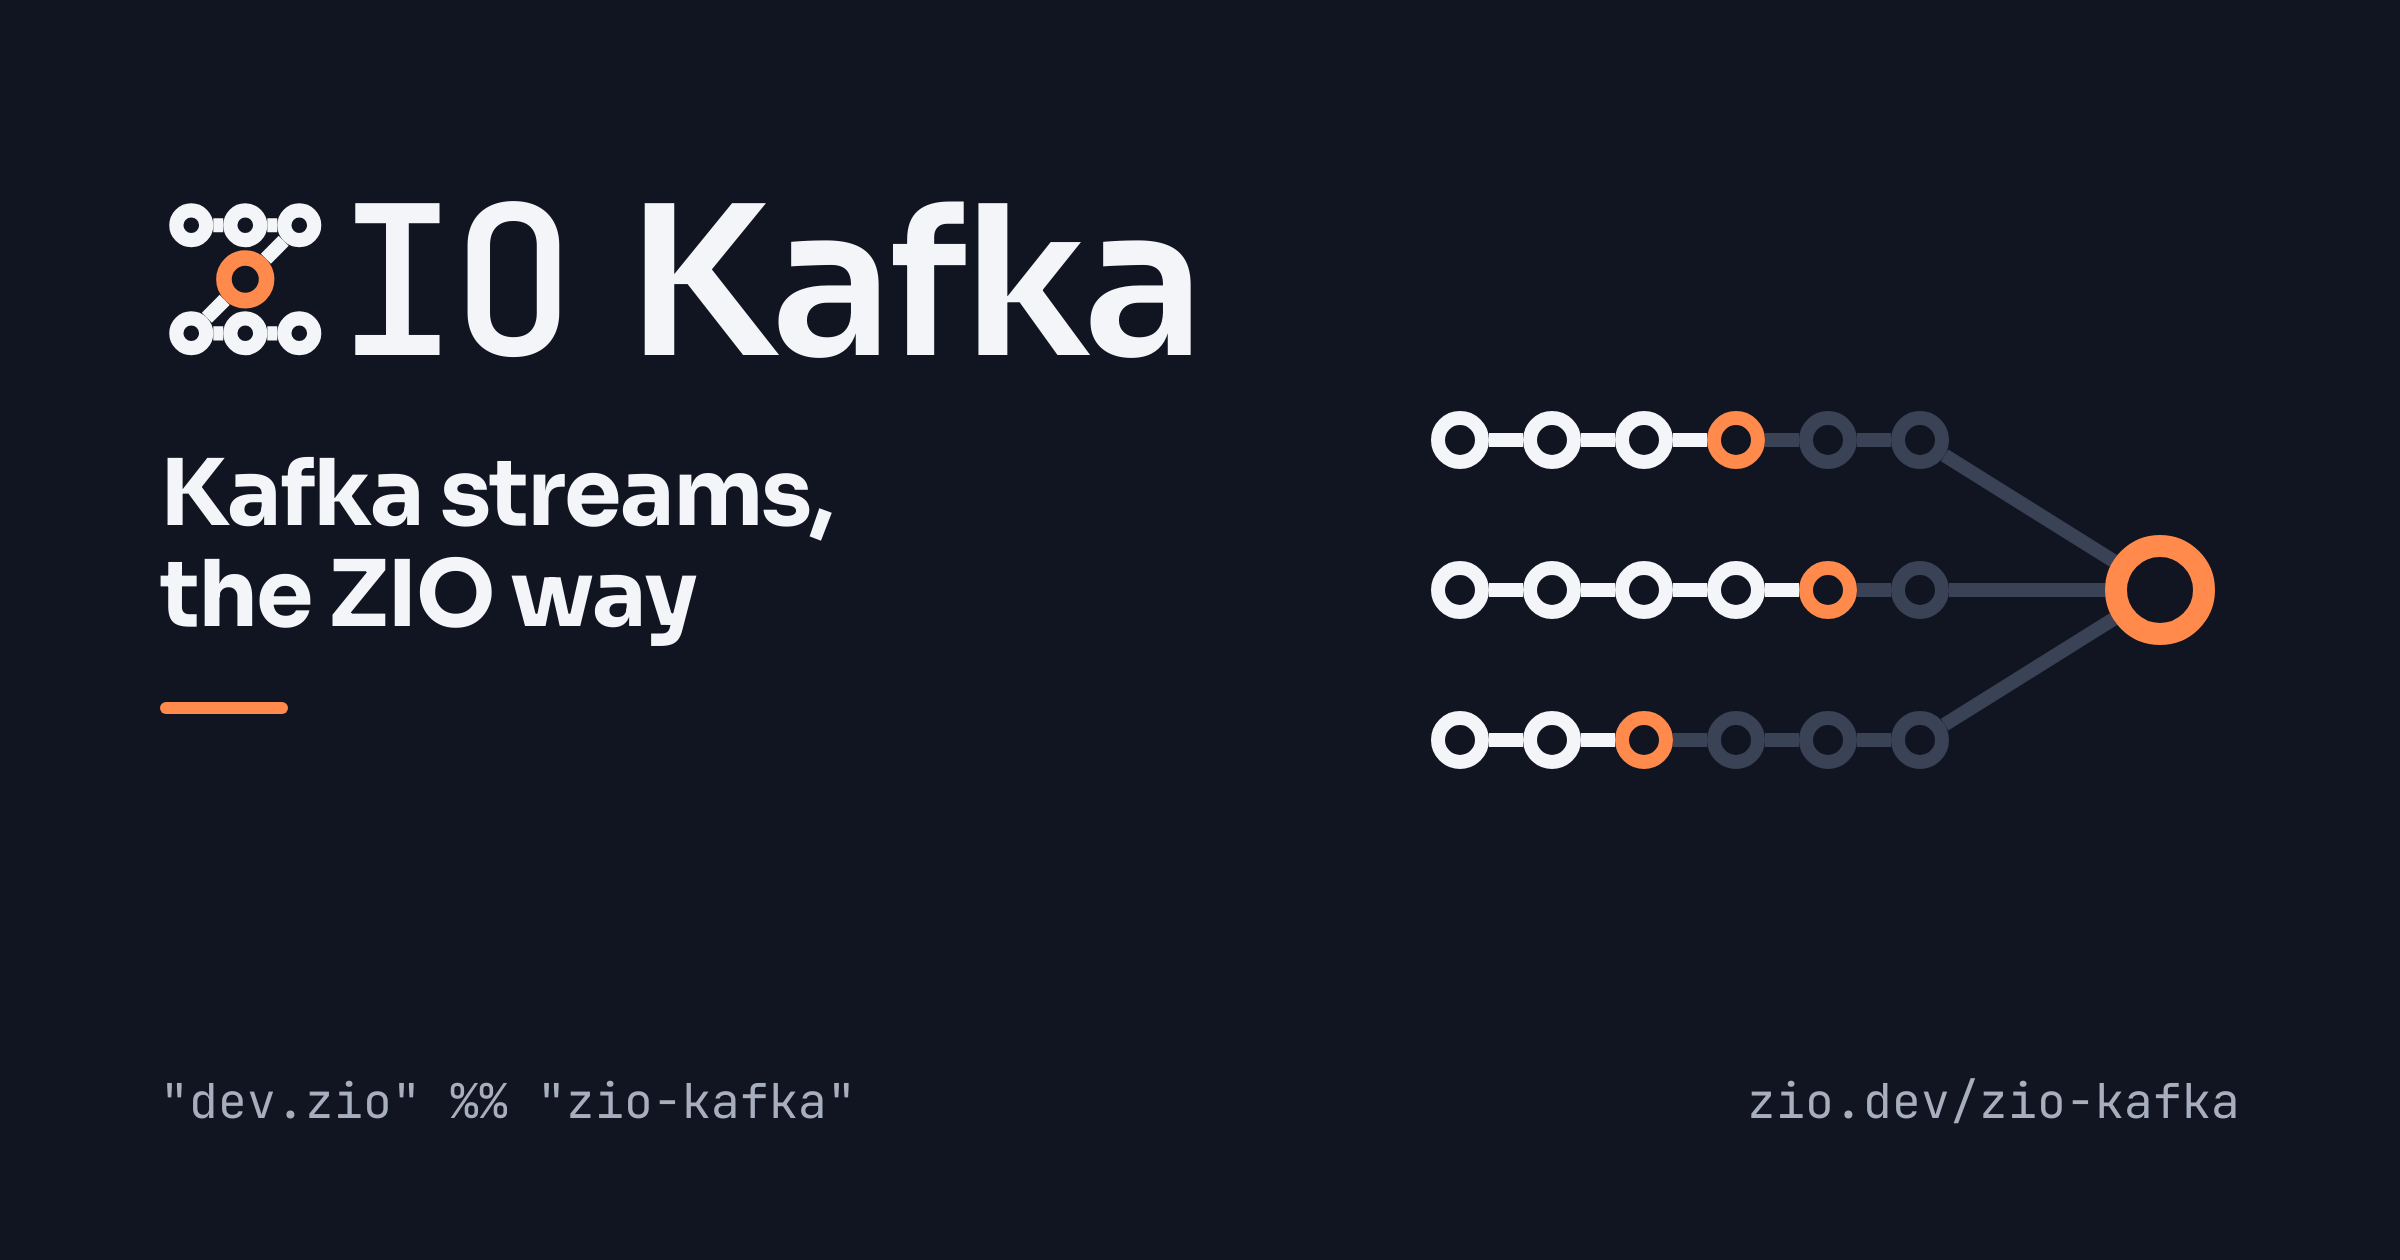 ZIO Kafka
Kafka streams,
the ZIO way
"dev.zio" %% "zio-kafka"
zio.dev/zio-kafka